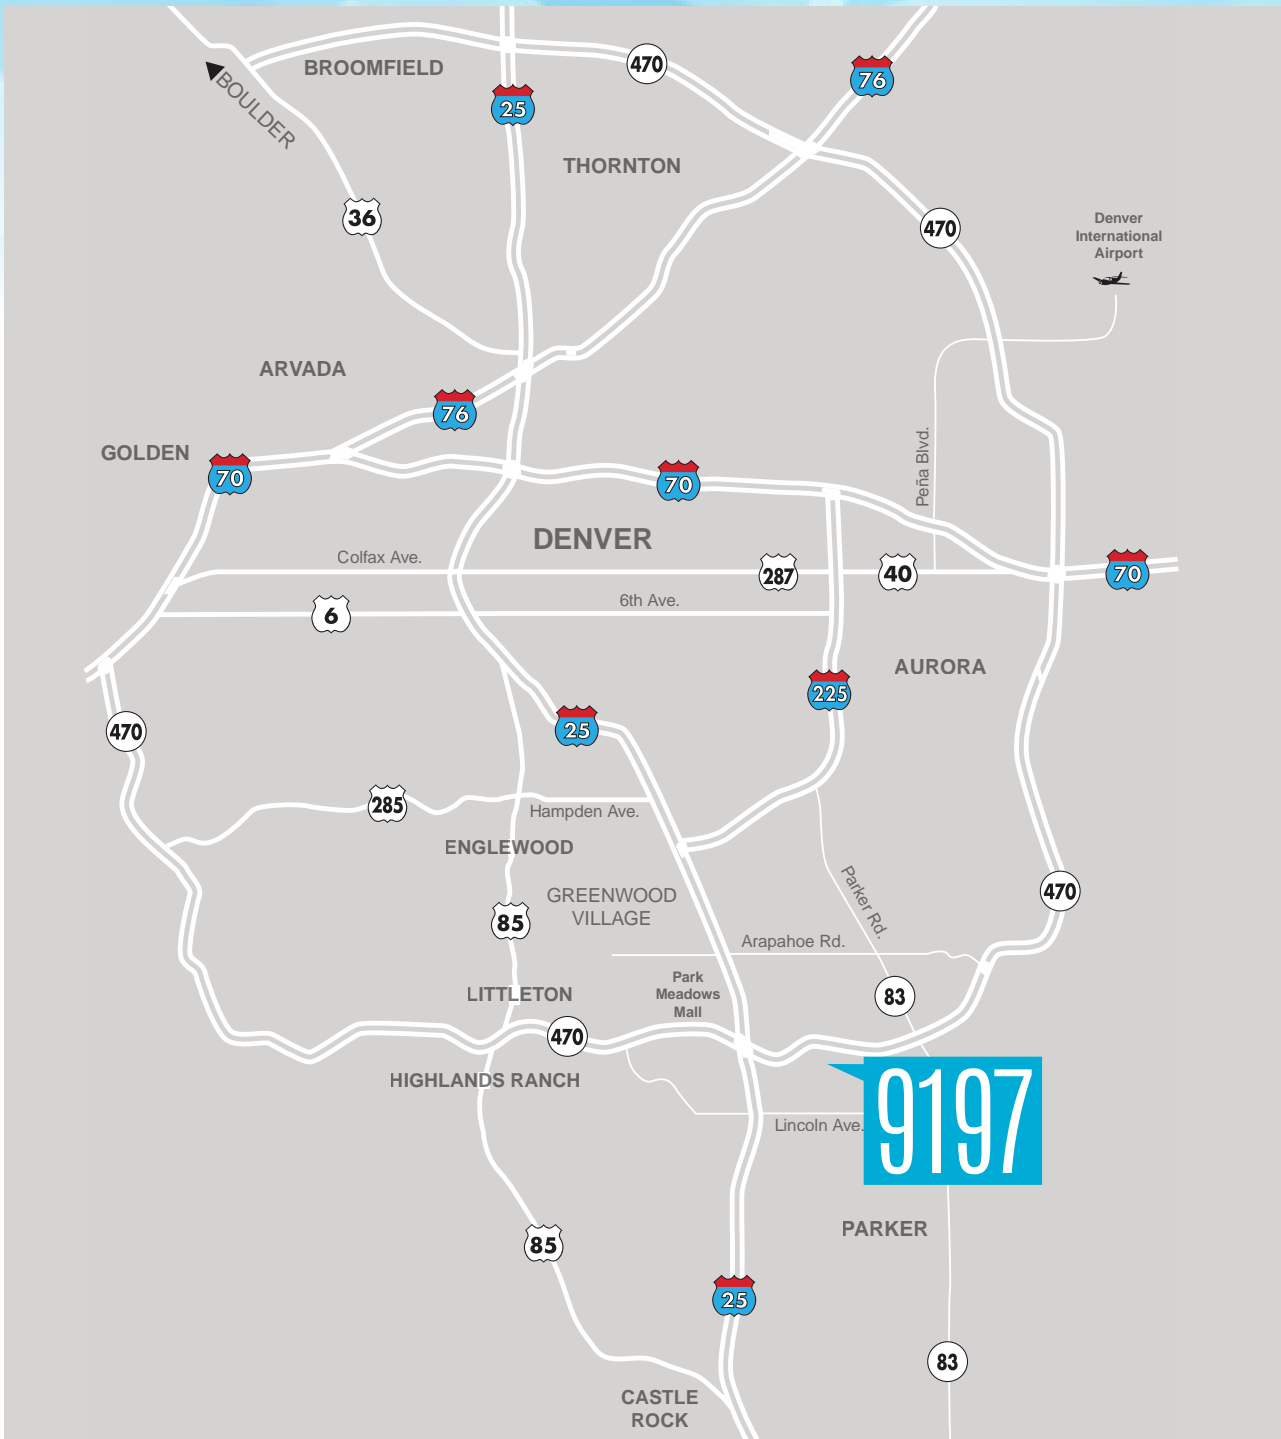 BROOMFIELD
470
76
BOULDER
25
THORNTON
36
470
Denver
International
Airport
ARVADA
76
GOLDEN
70
70
Peña Blvd.
DENVER
Colfax Ave.
287
40
70
6
6th Ave.
AURORA
225
470
25
285
Hampden Ave.
ENGLEWOOD
Parker Rd.
470
GREENWOOD
VILLAGE
85
Arapahoe Rd.
Park
Meadows
Mall
LITTLETON
83
470
HIGHLANDS RANCH
9197
Lincoln Ave.
PARKER
85
25
83
CASTLE
ROCK